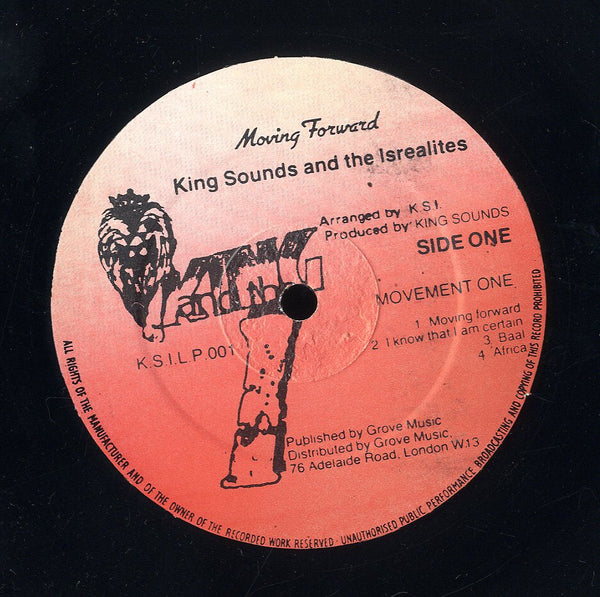 Moving Forward
King Sounds and the Isrealites
Arranged by K.S.I.
Produced by KING SOUNDS
SIDE ONE
and the
MOVEMENT ONE
1 Moving forward
2 I know that I am certain
3 Baal
4 Africa
K.S.I.L.P.001
Published by Grove Music
Distributed by Grove Music,
76 Adelaide Road, London W13
ALL RIGHTS OF THE MANUFACTURER AND OF THE OWNER OF THE RECORDED WORK RESERVED · UNAUTHORISED PUBLIC PERFORMANCE BROADCASTING AND COPYING OF THIS RECORD PROHIBITED